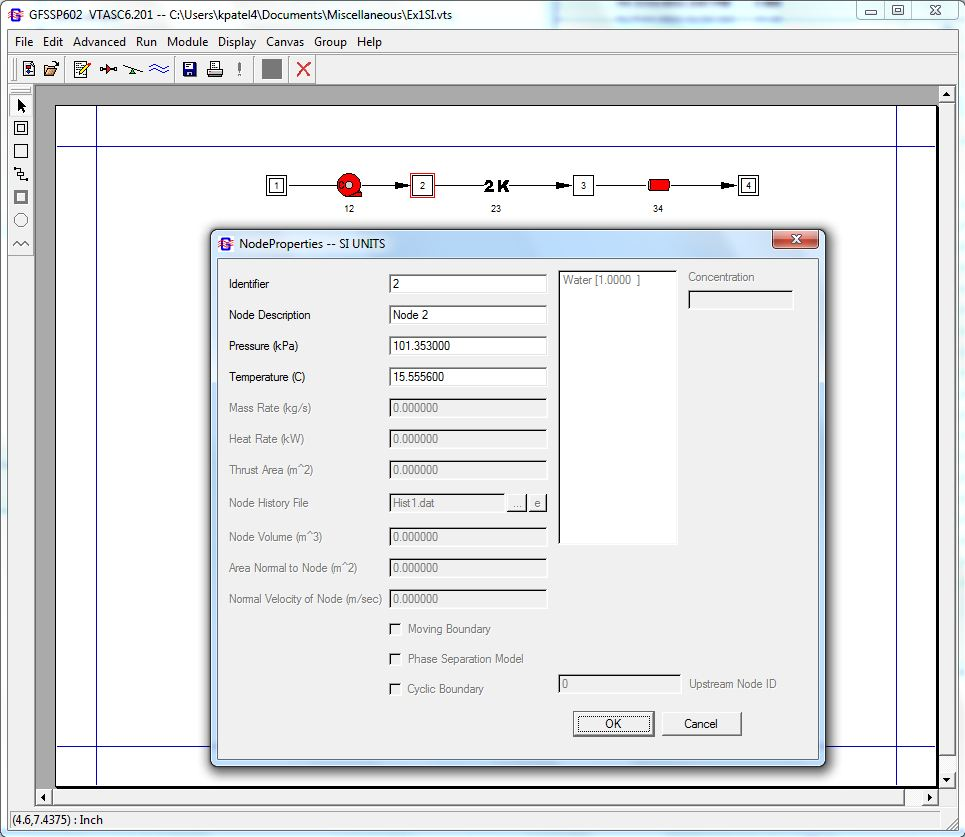 GFSSP602 VTASC6.201 -- C:\Users\kpatel4\Documents\Miscellaneous\Ex1SI.vts
File Edit Advanced Run Module Display Canvas Group Help
1 2 2 K 3 4
12 23 34
NodeProperties -- SI UNITS
Identifier 2
Water [1.0000 ]
Concentration
Node Description Node 2
Pressure (kPa) 101.353000
Temperature (C) 15.555600
Mass Rate (kg/s) 0.000000
Heat Rate (kW) 0.000000
Thrust Area (m^2) 0.000000
Node History File Hist1.dat ... e
Node Volume (m^3) 0.000000
Area Normal to Node (m^2) 0.000000
Normal Velocity of Node (m/sec) 0.000000
Moving Boundary
Phase Separation Model
Cyclic Boundary
0 Upstream Node ID
OK Cancel
(4.6,7.4375) : Inch